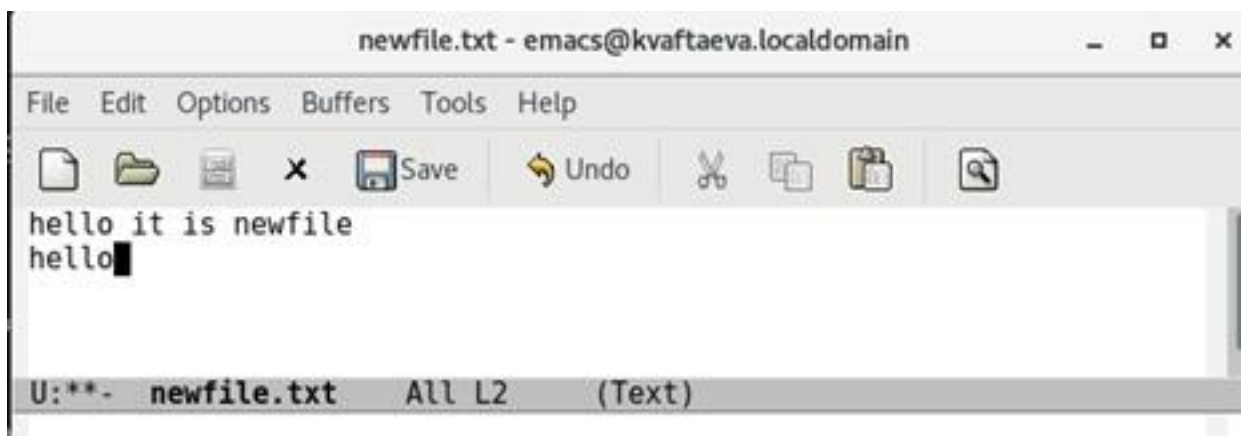 newfile.txt - emacs@kvaftaeva.localdomain
File Edit Options Buffers Tools Help
Save Undo
hello it is newfile
hello
U:**- newfile.txt All L2 (Text)